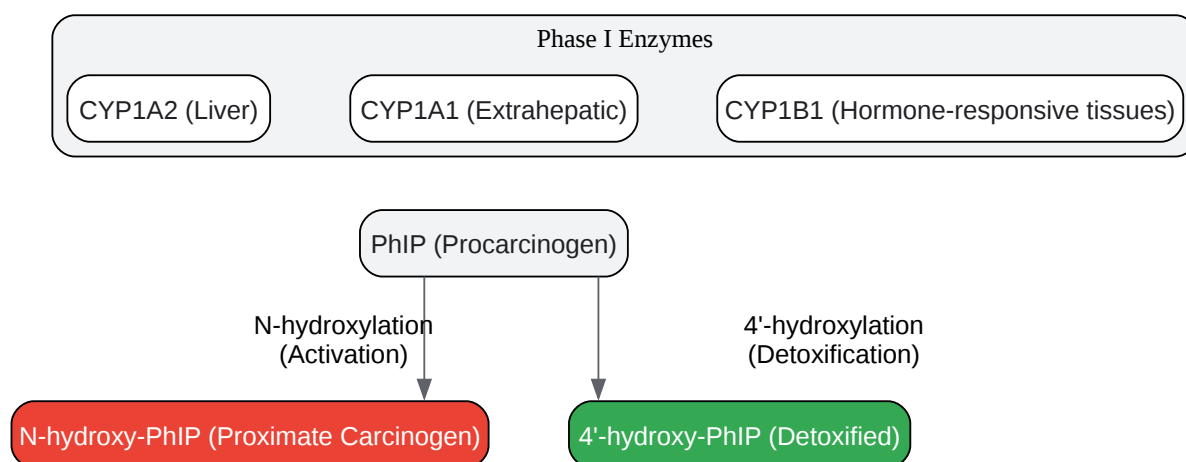 Phase I Enzymes
CYP1A2 (Liver)
CYP1A1 (Extrahepatic)
CYP1B1 (Hormone-responsive tissues)
PhIP (Procarcinogen)
N-hydroxylation
(Activation)
4'-hydroxylation
(Detoxification)
N-hydroxy-PhIP (Proximate Carcinogen)
4'-hydroxy-PhIP (Detoxified)